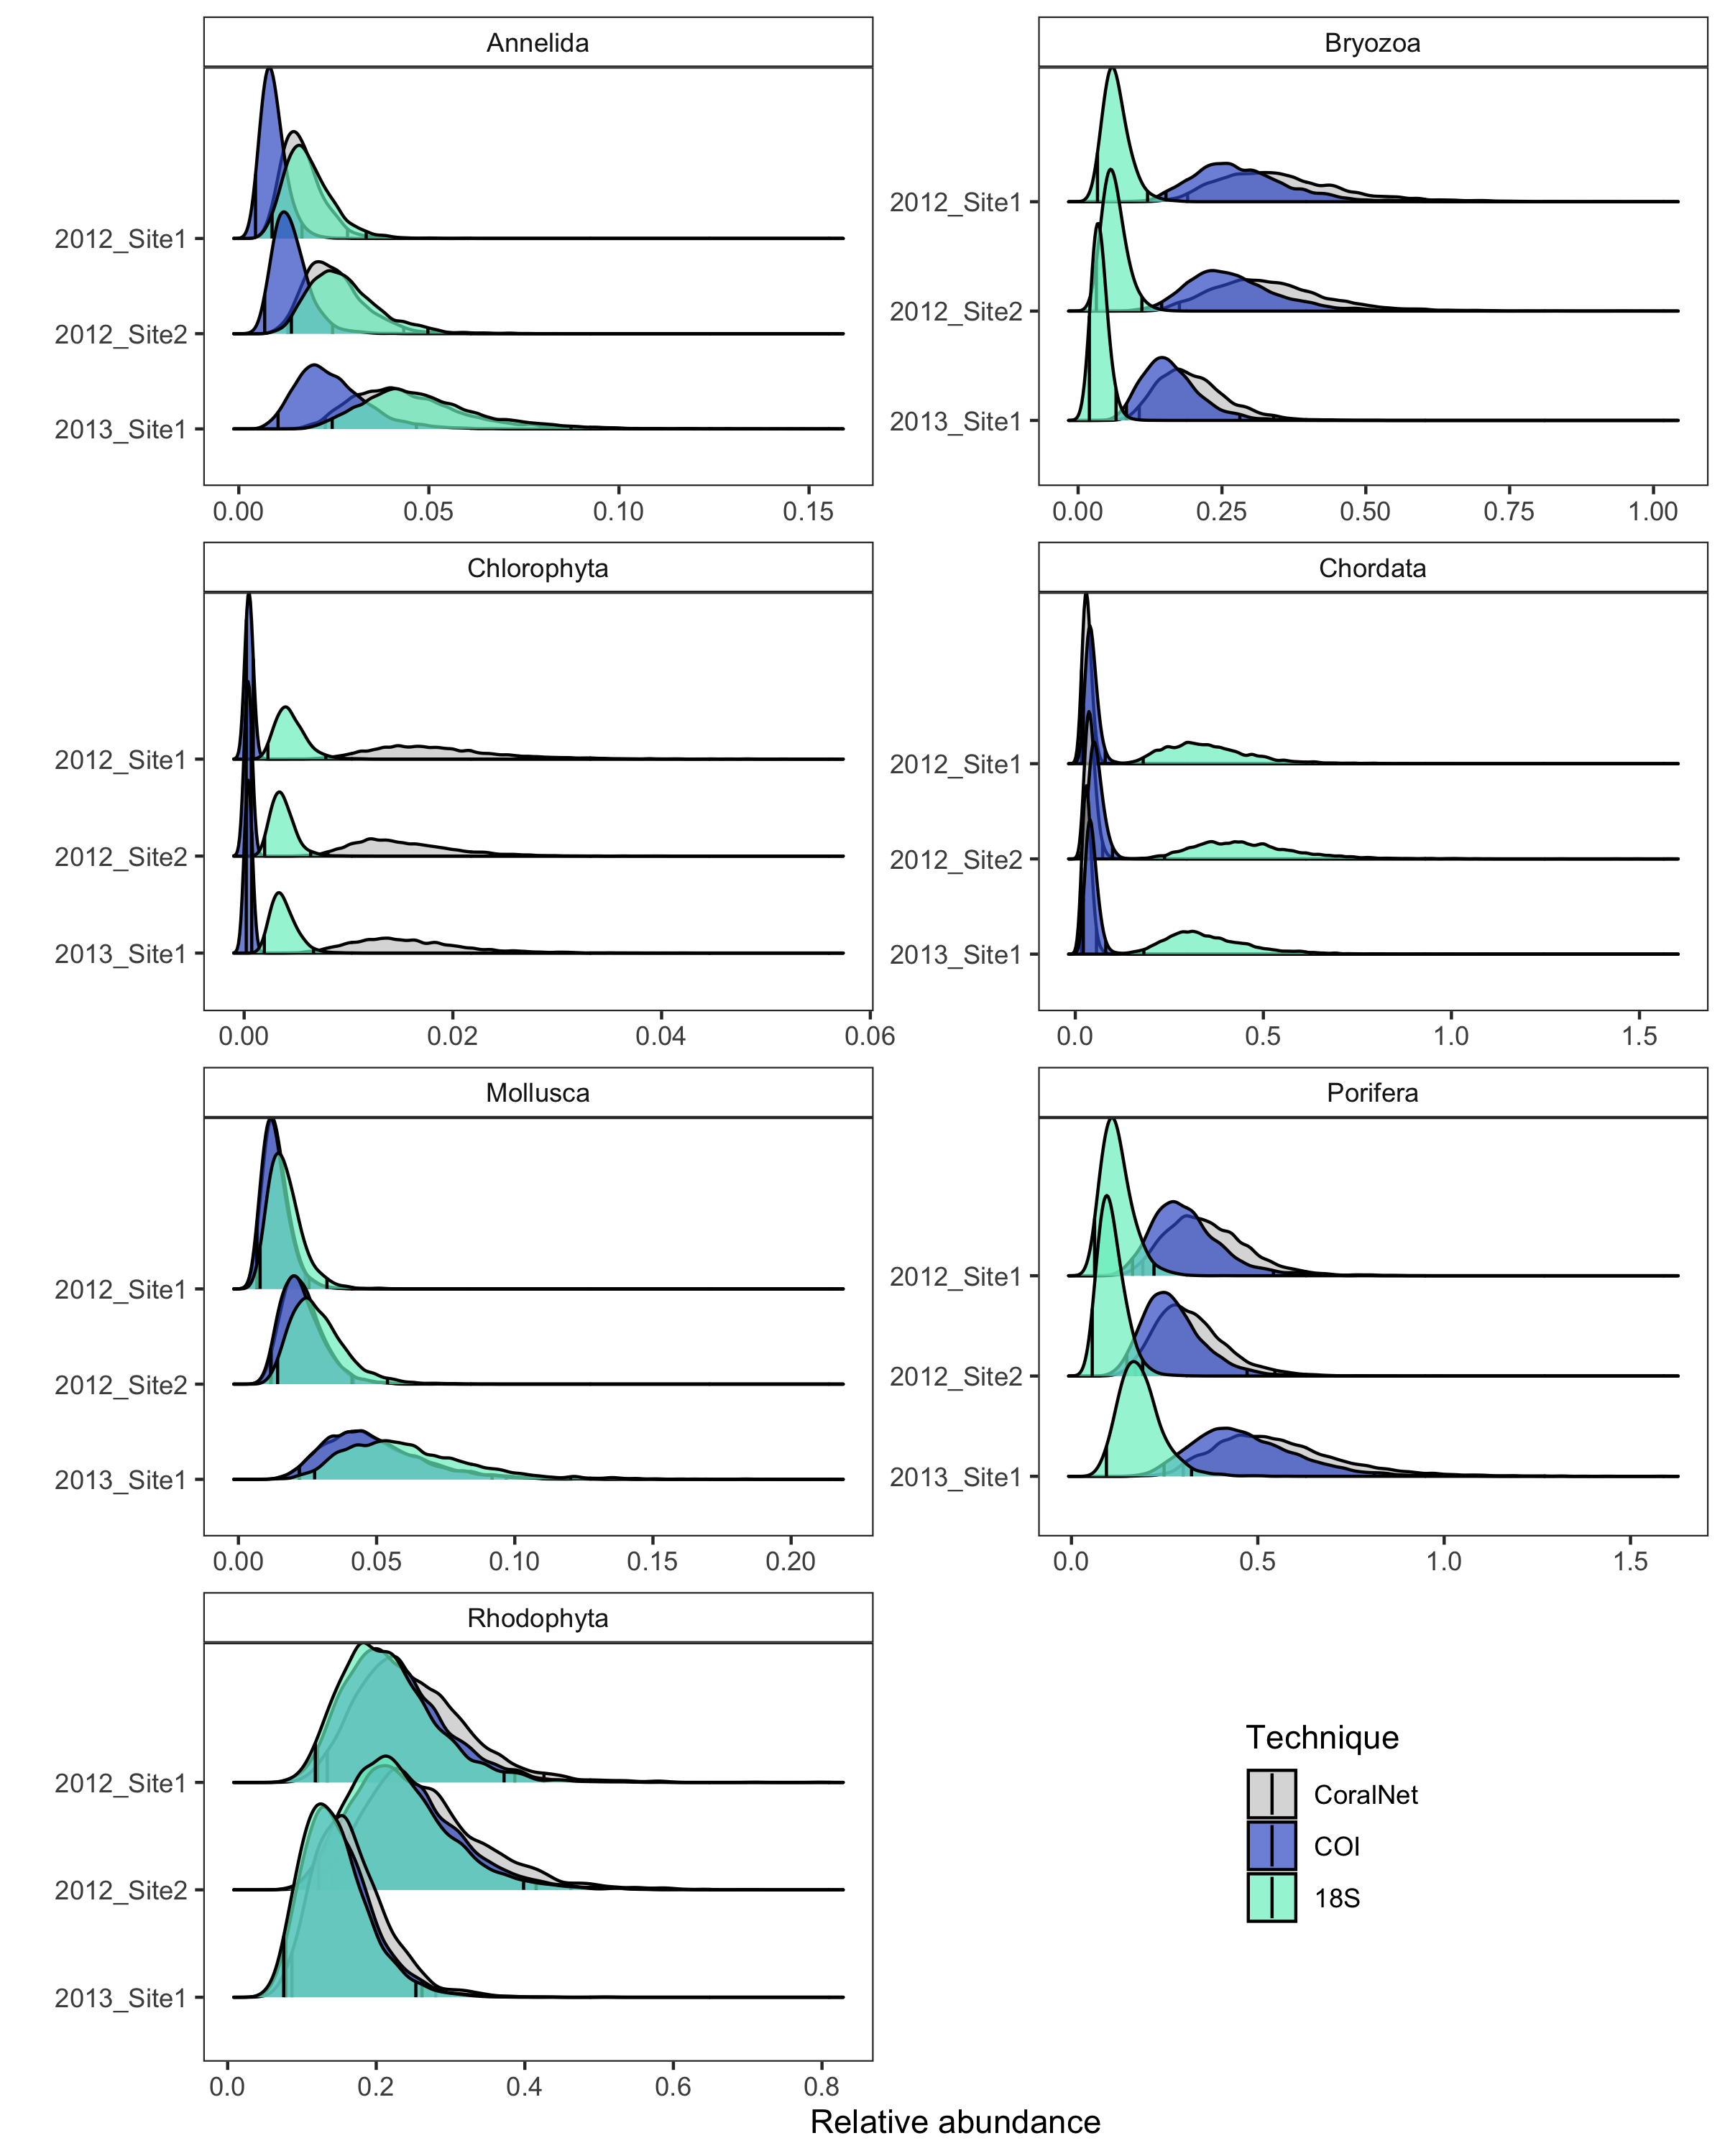 Annelida
2012_Site1
2012_Site2
2013_Site1
0.00 0.05 0.10 0.15
Bryozoa
2012_Site1
2012_Site2
2013_Site1
0.00 0.25 0.50 0.75 1.00
Chlorophyta
2012_Site1
2012_Site2
2013_Site1
0.00 0.02 0.04 0.06
Chordata
2012_Site1
2012_Site2
2013_Site1
0.0 0.5 1.0 1.5
Mollusca
2012_Site1
2012_Site2
2013_Site1
0.00 0.05 0.10 0.15 0.20
Porifera
2012_Site1
2012_Site2
2013_Site1
0.0 0.5 1.0 1.5
Rhodophyta
2012_Site1
2012_Site2
2013_Site1
0.0 0.2 0.4 0.6 0.8
Technique
CoralNet
COI
18S
Relative abundance